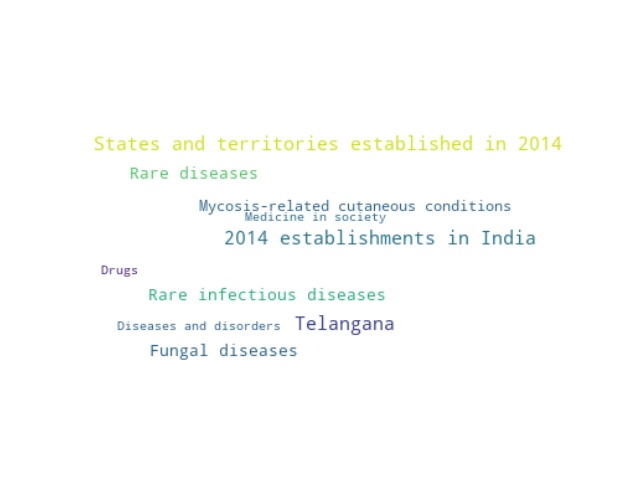 States and territories established in 2014
Rare diseases
Mycosis-related cutaneous conditions
Medicine in society
2014 establishments in India
Drugs
Rare infectious diseases
Diseases and disorders Telangana
Fungal diseases